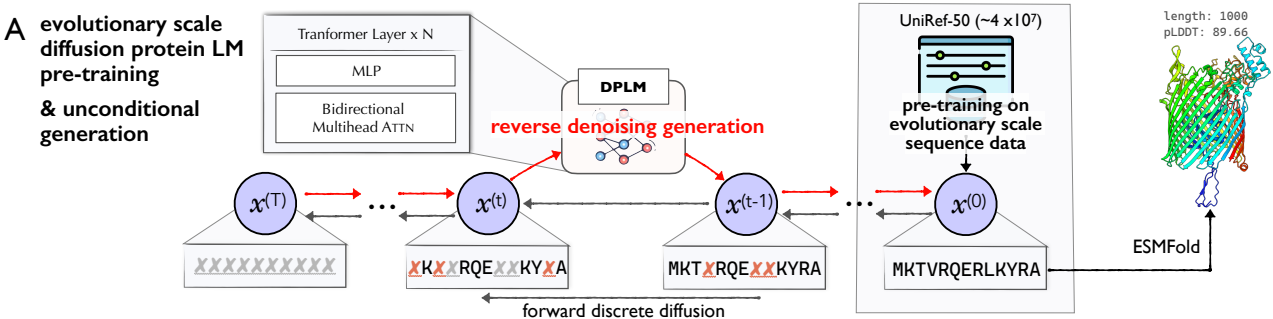 A
evolutionary scale
diffusion protein LM
pre-training
& unconditional
generation
Tranformer Layer x N
MLP
Bidirectional
Multihead ATTN
DPLM
reverse denoising generation
UniRef-50 (~4 x10⁷)
pre-training on
evolutionary scale
sequence data
length: 1000
pLDDT: 89.66
x(T)
...
x(t)
x(t-1)
...
x(0)
XXXXXXXXXX
XKXXRQEXXKYXA
MKTXRQEXXKYRA
MKTVRQERLKYRA
ESMFold
forward discrete diffusion